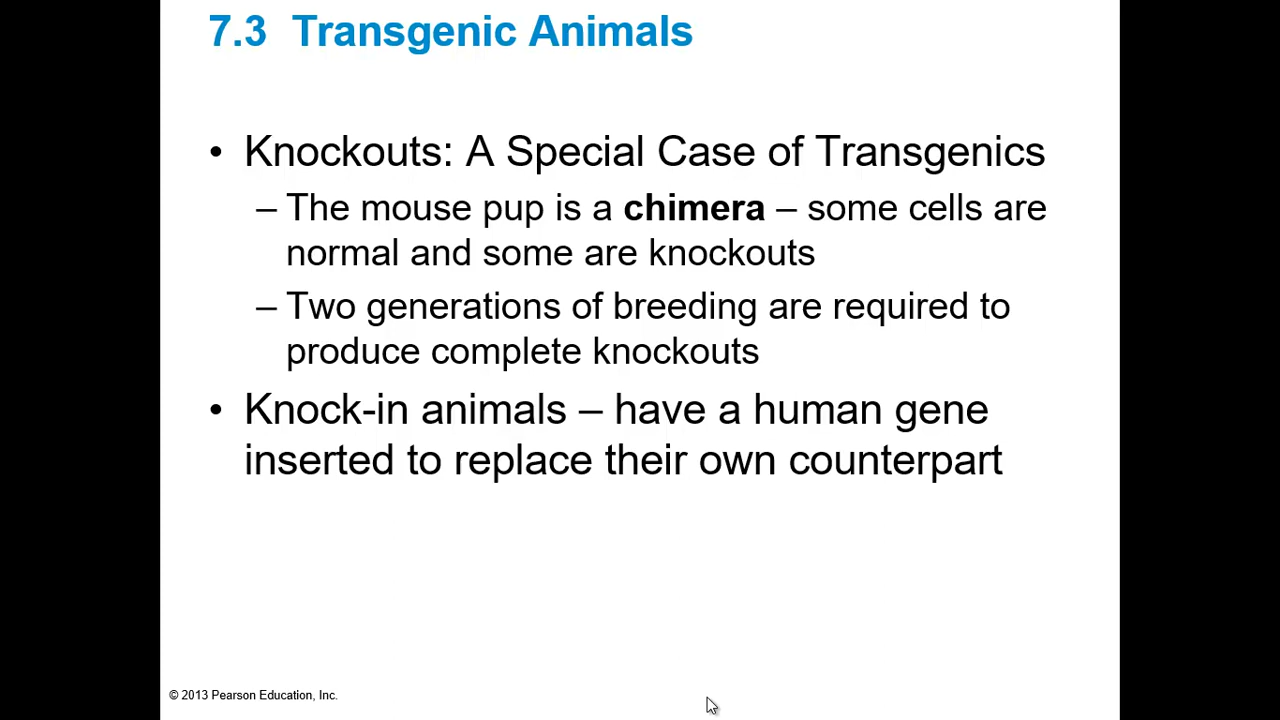 7.3 Transgenic Animals
• Knockouts: A Special Case of Transgenics
– The mouse pup is a chimera – some cells are
normal and some are knockouts
– Two generations of breeding are required to
produce complete knockouts
• Knock-in animals – have a human gene
inserted to replace their own counterpart
© 2013 Pearson Education, Inc.